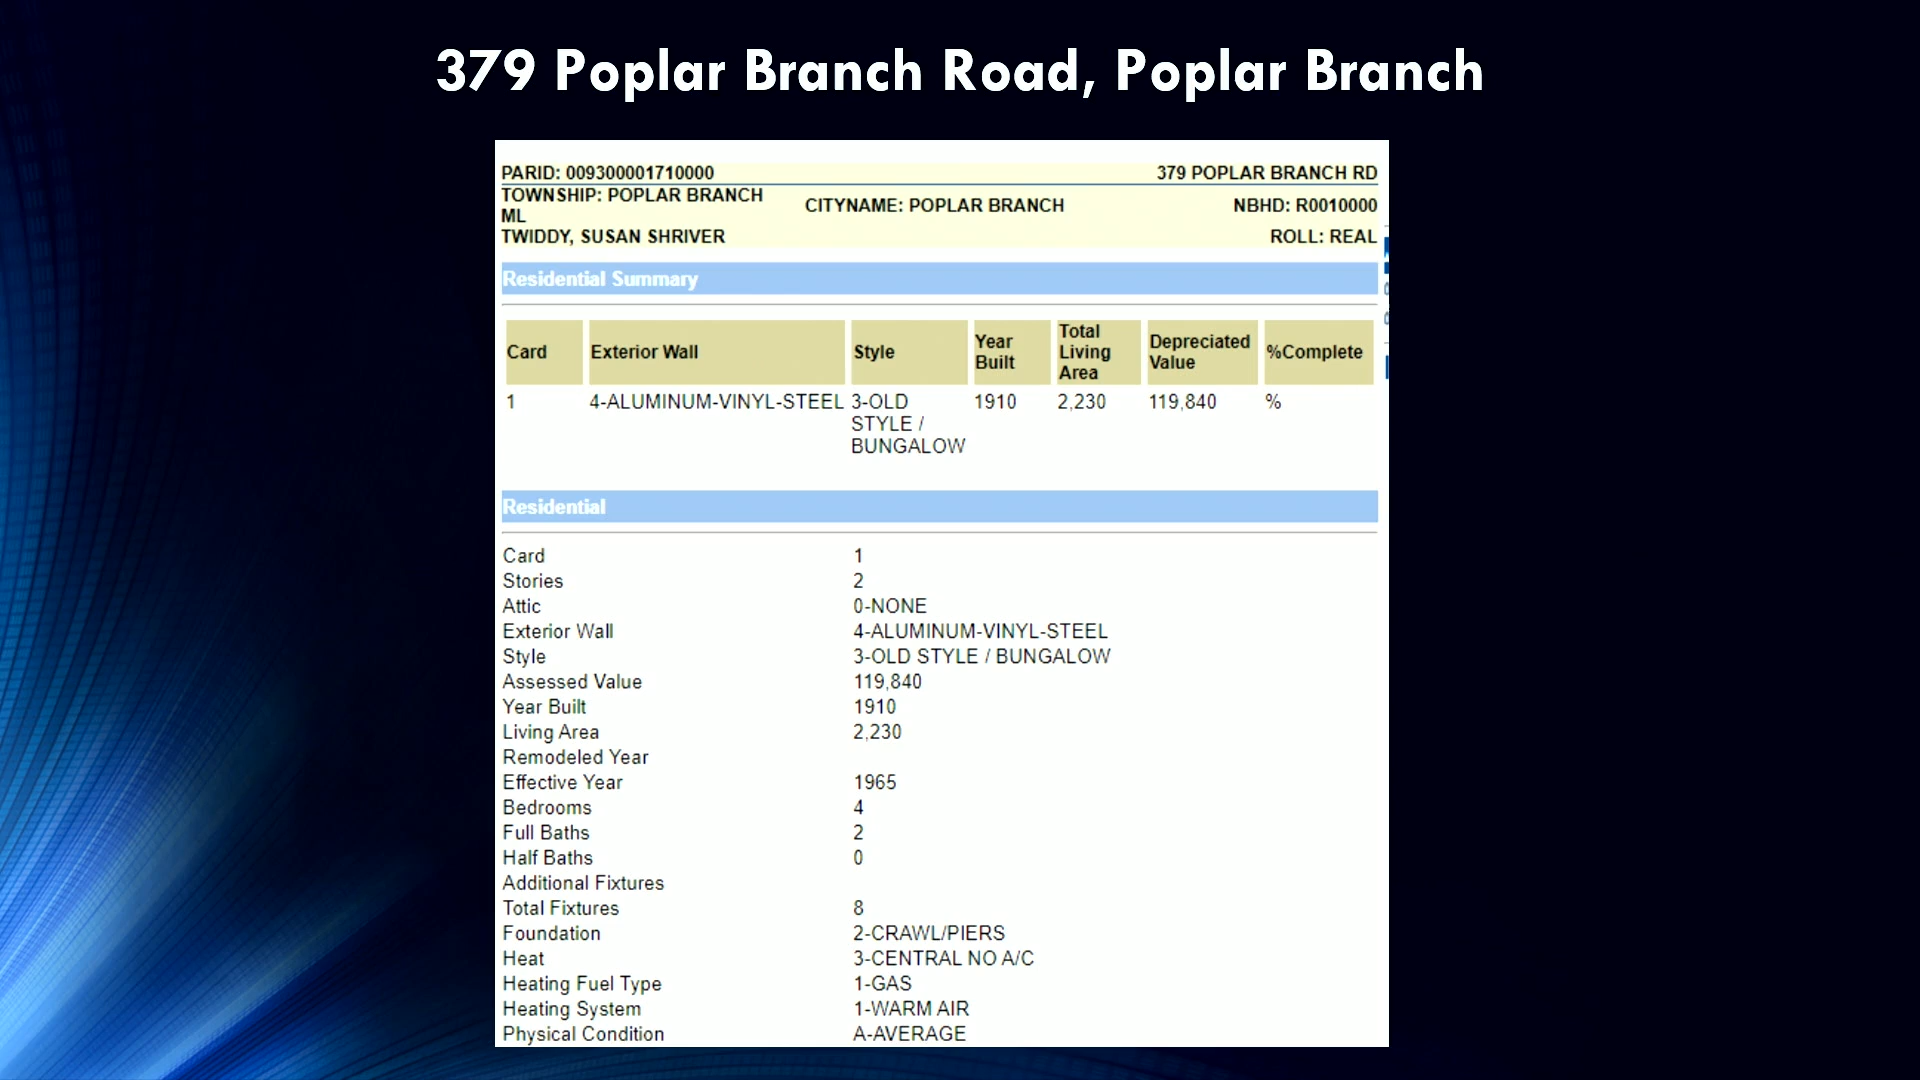 379 Poplar Branch Road, Poplar Branch
PARID: 009300001710000 379 POPLAR BRANCH RD
TOWNSHIP: POPLAR BRANCH
ML
CITYNAME: POPLAR BRANCH NBHD: R0010000
TWIDDY, SUSAN SHRIVER ROLL: REAL
Residential Summary
Card Exterior Wall Style Year Built Total Living Area Depreciated Value %Complete
1 4-ALUMINUM-VINYL-STEEL 3-OLD STYLE / BUNGALOW 1910 2,230 119,840 %
Residential
Card 1
Stories 2
Attic 0-NONE
Exterior Wall 4-ALUMINUM-VINYL-STEEL
Style 3-OLD STYLE / BUNGALOW
Assessed Value 119,840
Year Built 1910
Living Area 2,230
Remodeled Year
Effective Year 1965
Bedrooms 4
Full Baths 2
Half Baths 0
Additional Fixtures
Total Fixtures 8
Foundation 2-CRAWL/PIERS
Heat 3-CENTRAL NO A/C
Heating Fuel Type 1-GAS
Heating System 1-WARM AIR
Physical Condition A-AVERAGE